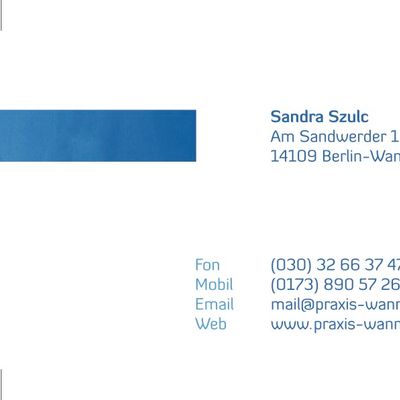 Sandra Szulc
Am Sandwerder 1
14109 Berlin-Wan
Fon (030) 32 66 37 47
Mobil (0173) 890 57 26
Email mail@praxis-wann
Web www.praxis-wann